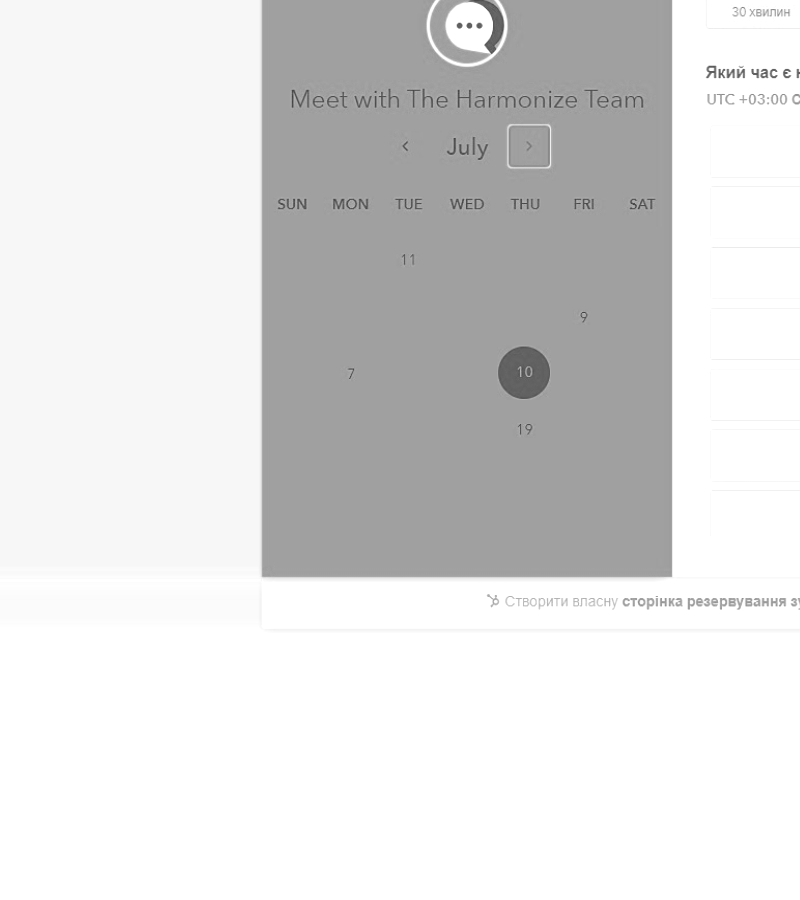 30 хвилин
Meet with The Harmonize Team
Який час є
UTC +03:00
July
SUN MON TUE WED THU FRI SAT
11
9
7 10
19
Створити власну сторінка резервування